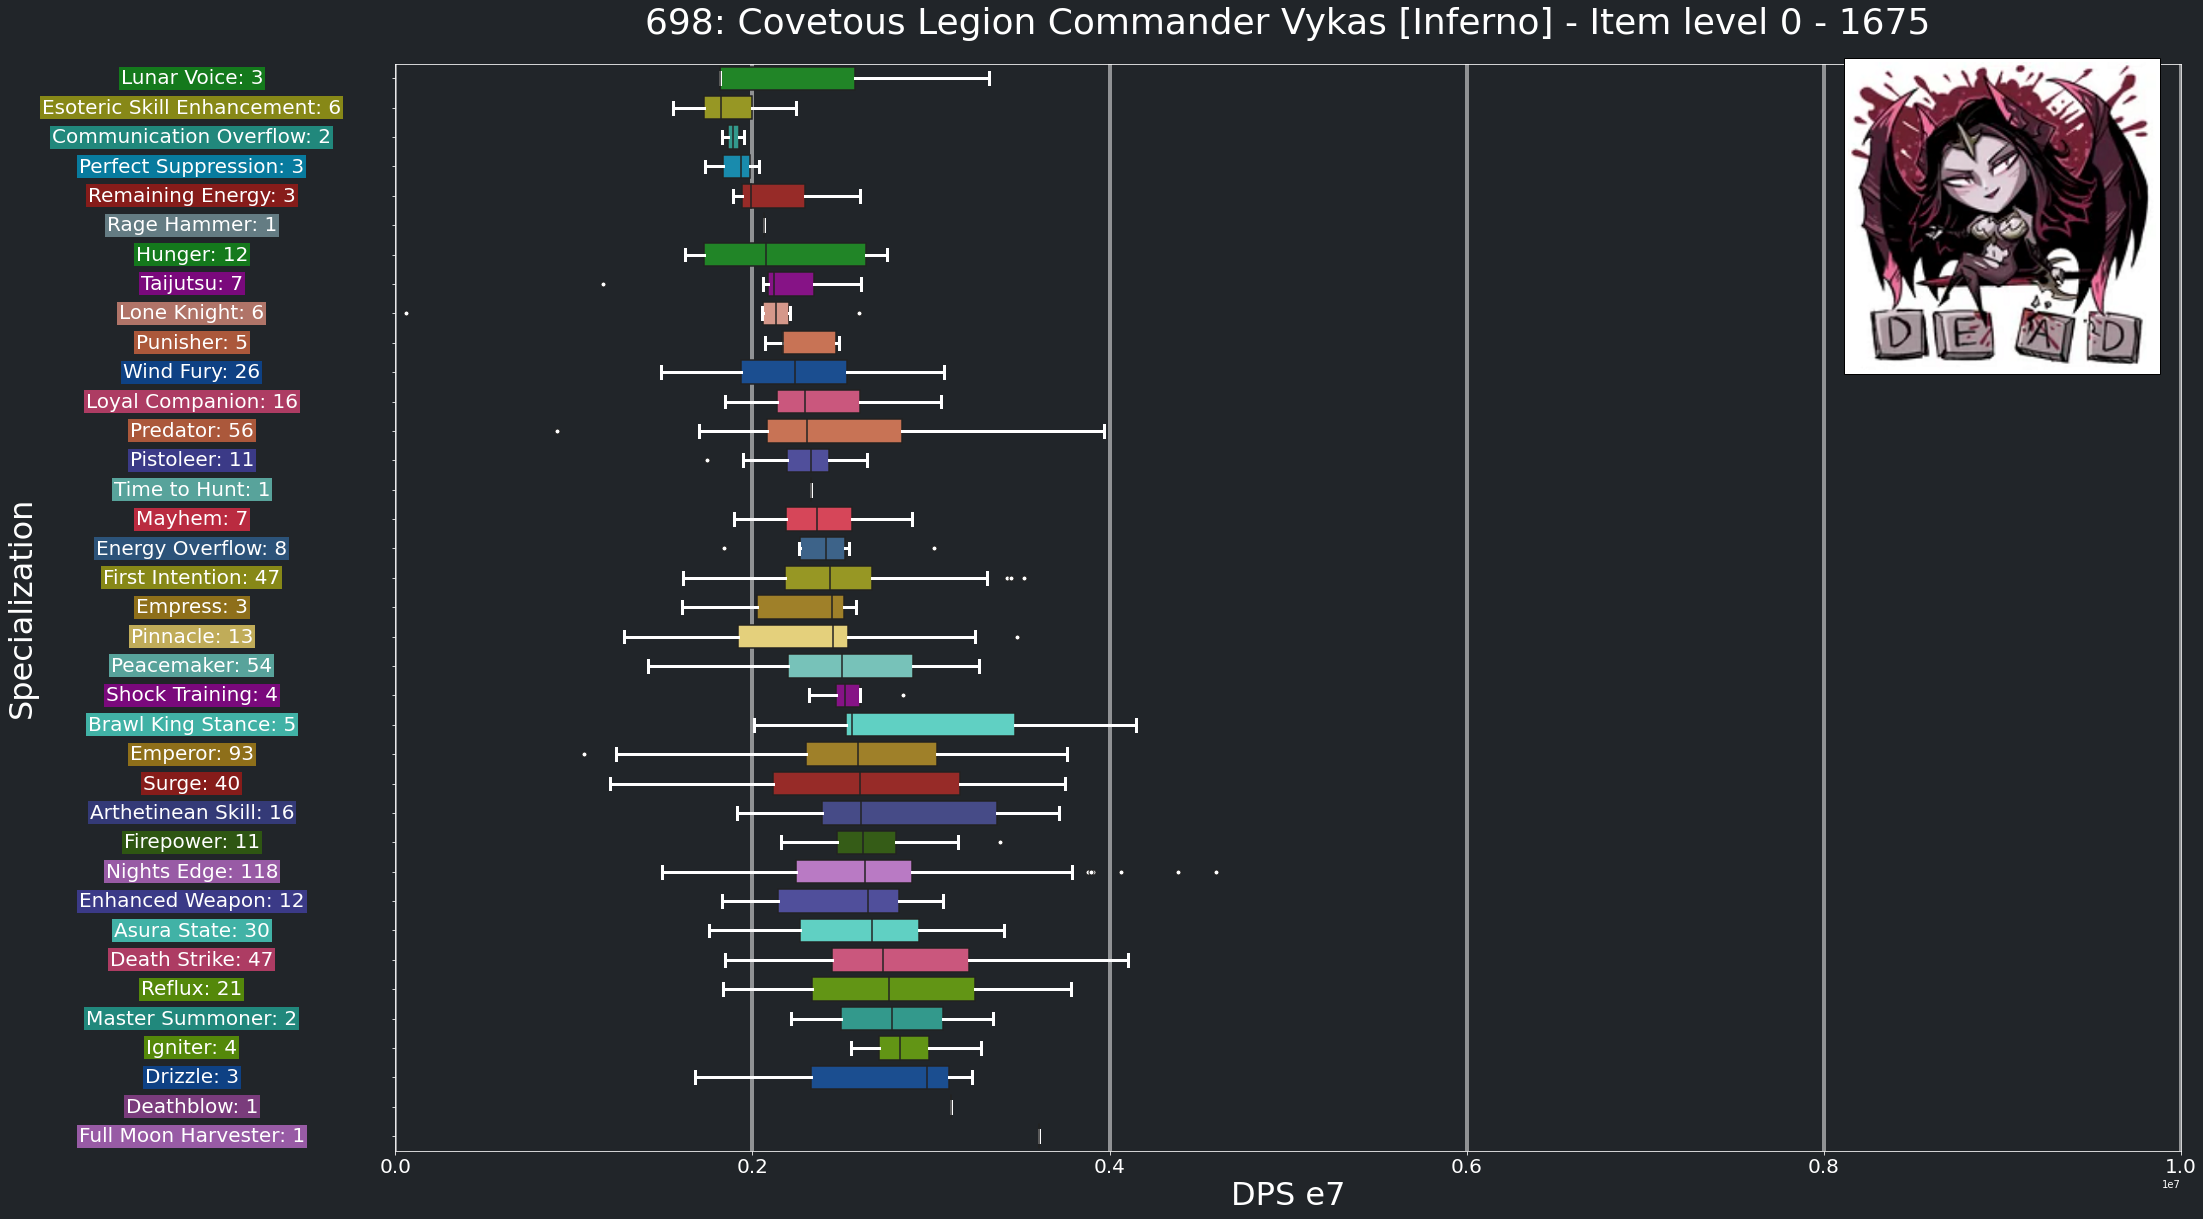 698: Covetous Legion Commander Vykas [Inferno] - Item level 0 - 1675
Lunar Voice: 3
Esoteric Skill Enhancement: 6
Communication Overflow: 2
Perfect Suppression: 3
Remaining Energy: 3
Rage Hammer: 1
Hunger: 12
Taijutsu: 7
Lone Knight: 6
Punisher: 5
Wind Fury: 26
Loyal Companion: 16
Predator: 56
Pistoleer: 11
Time to Hunt: 1
Mayhem: 7
Energy Overflow: 8
First Intention: 47
Empress: 3
Pinnacle: 13
Peacemaker: 54
Shock Training: 4
Brawl King Stance: 5
Emperor: 93
Surge: 40
Arthetinean Skill: 16
Firepower: 11
Nights Edge: 118
Enhanced Weapon: 12
Asura State: 30
Death Strike: 47
Reflux: 21
Master Summoner: 2
Igniter: 4
Drizzle: 3
Deathblow: 1
Full Moon Harvester: 1
Specialization
DEAD
0.0 0.2 0.4 0.6 0.8 1.0
1e7
DPS e7